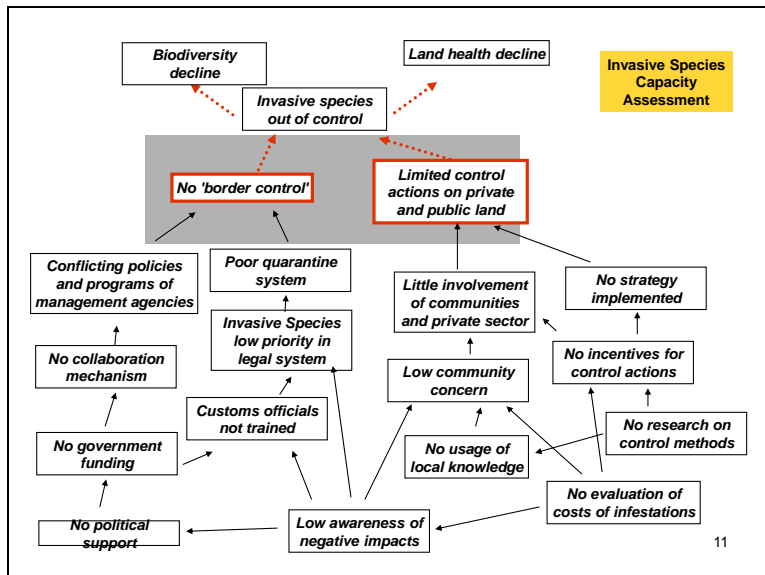 Biodiversity
decline
Land health decline
Invasive Species
Capacity
Assessment
Invasive species
out of control
No 'border control'
Limited control
actions on private
and public land
Conflicting policies
and programs of
management agencies
Poor quarantine
system
Little involvement
of communities
and private sector
No strategy
implemented
Invasive Species
low priority in
legal system
No collaboration
mechanism
Low community
concern
No incentives for
control actions
Customs officials
not trained
No government
funding
No usage of
local knowledge
No research on
control methods
No political
support
Low awareness of
negative impacts
No evaluation of
costs of infestations
11